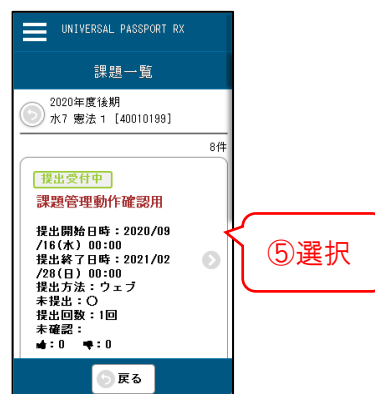 UNIVERSAL PASSPORT RX
課題一覧
2020年度後期
水7 憲法１ [40010199]
8件
提出受付中
課題管理動作確認用
提出開始日時：2020/09
/16(水) 00:00
提出終了日時：2021/02
/28(日) 00:00
提出方法：ウェブ
未提出：○
提出回数：1回
未確認：
：0 ：0
⑤選択
戻る